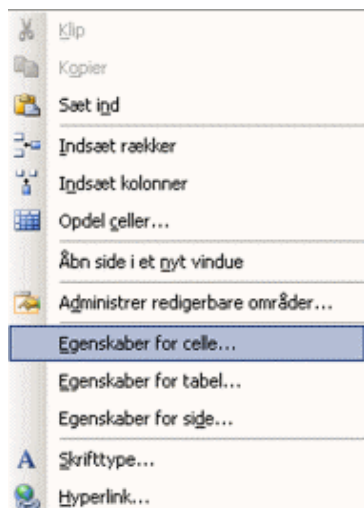 Klip
Kopier
Sæt ind
Indsæt rækker
Indsæt kolonner
Opdel celler...
Åbn side i et nyt vindue
Administrer redigerbare områder...
Egenskaber for celle...
Egenskaber for tabel...
Egenskaber for side...
Skrifttype...
Hyperlink...